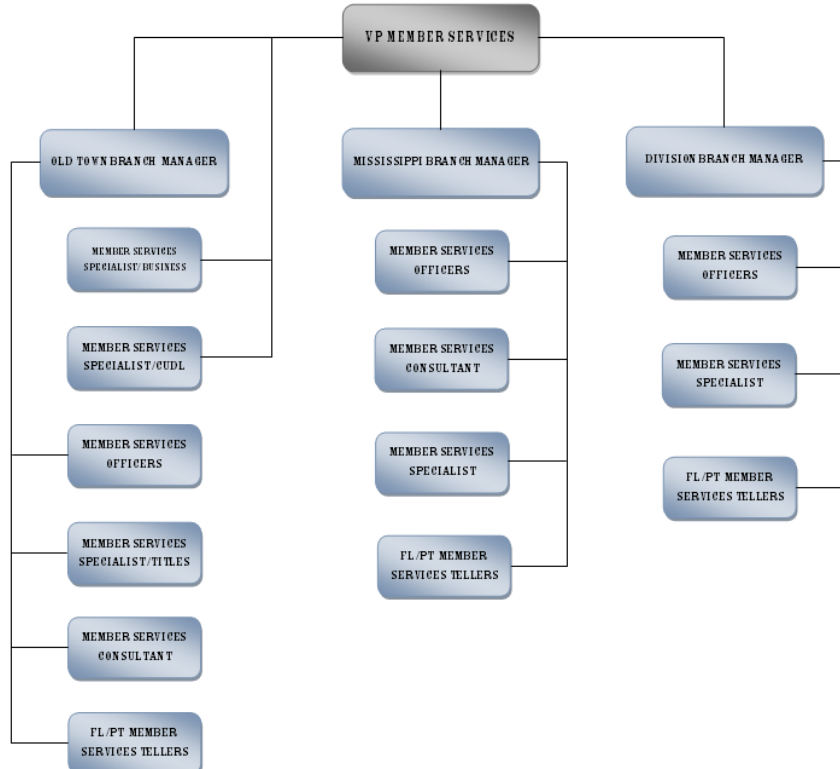 VP MEMBER SERVICES
OLD TOWN BRANCH MANAGER
MISSISSIPPI BRANCH MANAGER
DIVISION BRANCH MANAGER
MEMBER SERVICES
SPECIALIST/BUSINESS
MEMBER SERVICES
SPECIALIST/CUDL
MEMBER SERVICES
OFFICERS
MEMBER SERVICES
SPECIALIST/TITLES
MEMBER SERVICES
CONSULTANT
FL/PT MEMBER
SERVICES TELLERS
MEMBER SERVICES
OFFICERS
MEMBER SERVICES
CONSULTANT
MEMBER SERVICES
SPECIALIST
FL/PT MEMBER
SERVICES TELLERS
MEMBER SERVICES
OFFICERS
MEMBER SERVICES
SPECIALIST
FL/PT MEMBER
SERVICES TELLERS